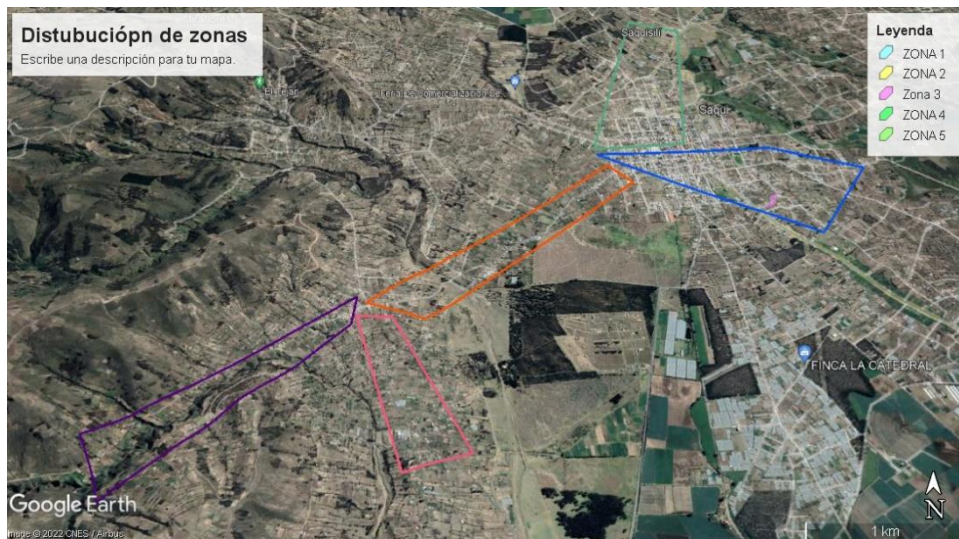 Distubuciópn de zonas
Escribe una descripción para tu mapa.
Leyenda
ZONA 1
ZONA 2
Zona 3
ZONA 4
ZONA 5
Saquisilí
Saqui
FINCA LA CATEDRAL
Google Earth
Image © 2022 CNES / Airbus
N
1 km